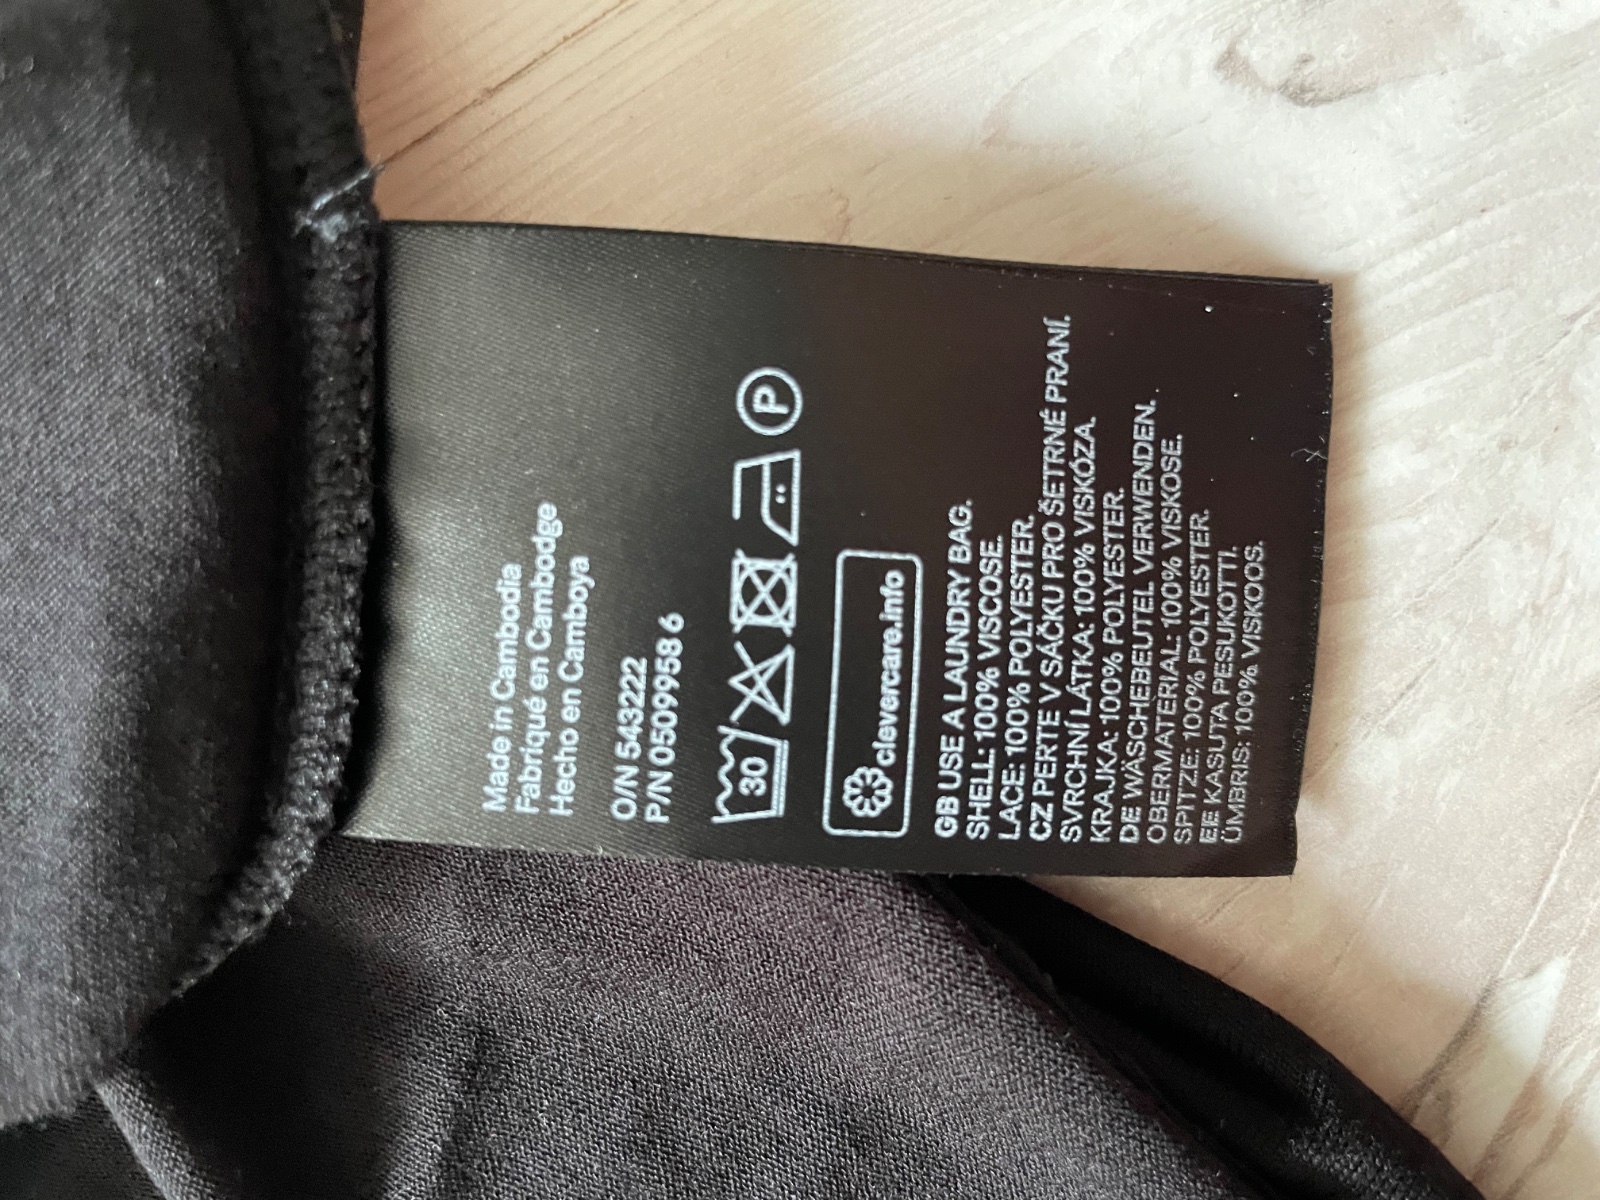 Made in Cambodia
Fabriqué en Cambodge
Hecho en Camboya
O/N 543222
P/N 0509958 6
30
P
clevercare.info
GB USE A LAUNDRY BAG.
SHELL: 100% VISCOSE.
LACE: 100% POLYESTER.
CZ PERTE V SÁČKU PRO ŠETRNÉ PRANÍ.
SVRCHNÍ LÁTKA: 100% VISKÓZA.
KRAJKA: 100% POLYESTER.
DE WÄSCHEBEUTEL VERWENDEN.
OBERMATERIAL: 100% VISKOSE.
SPITZE: 100% POLYESTER.
EE KASUTA PESUKOTTI.
ÜMBRIS: 100% VISKOOS.